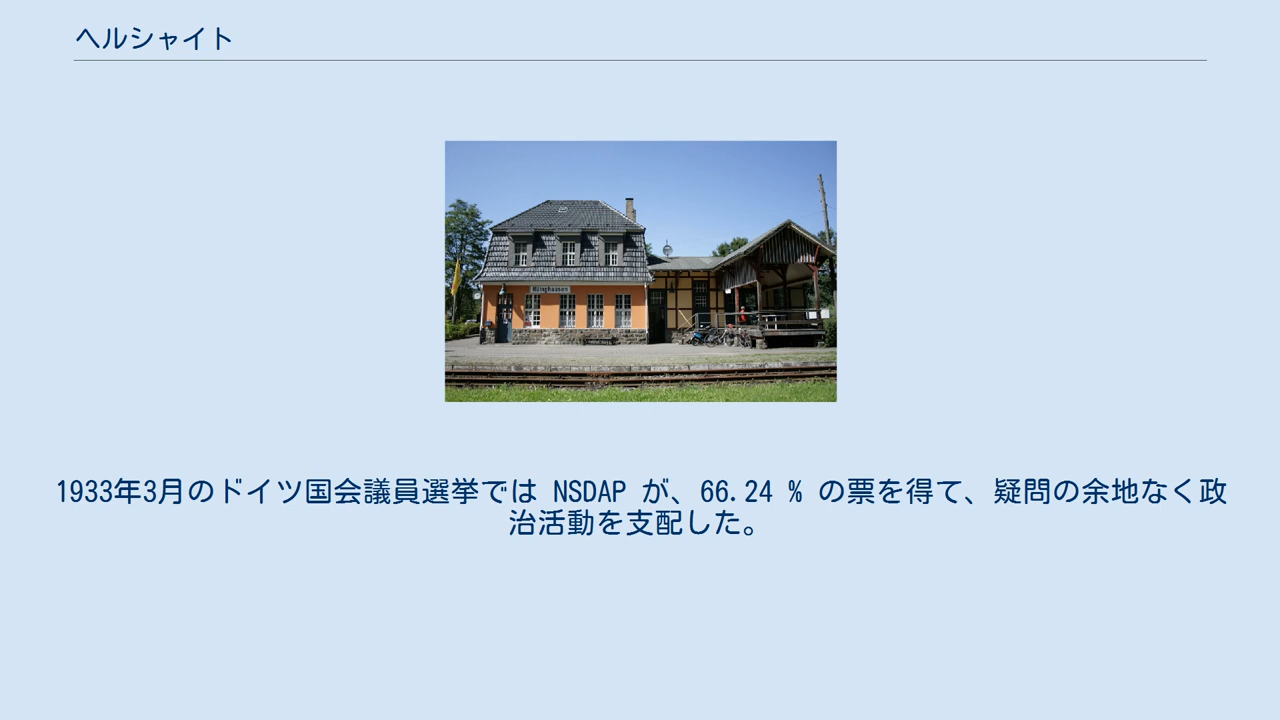 ヘルシャイト
Hüinghausen
1933年3月のドイツ国会議員選挙では NSDAP が、66.24 % の票を得て、疑問の余地なく政
治活動を支配した。